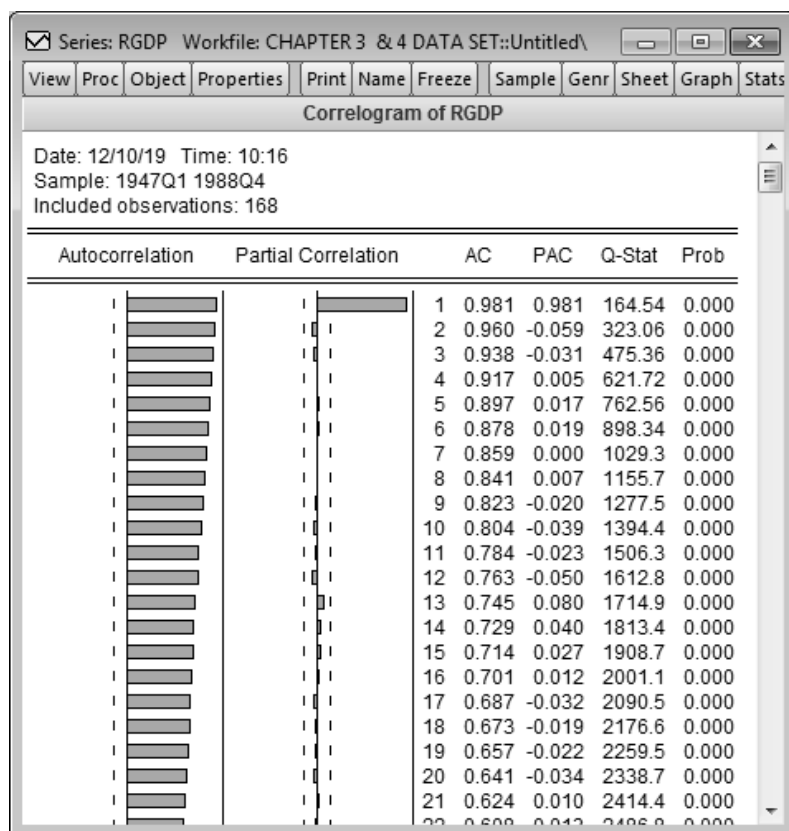 Series: RGDP Workfile: CHAPTER 3 & 4 DATA SET::Untitled\
View Proc Object Properties Print Name Freeze Sample Genr Sheet Graph Stats
Correlogram of RGDP
Date: 12/10/19 Time: 10:16
Sample: 1947Q1 1988Q4
Included observations: 168
Autocorrelation Partial Correlation AC PAC Q-Stat Prob
1 0.981 0.981 164.54 0.000
2 0.960 -0.059 323.06 0.000
3 0.938 -0.031 475.36 0.000
4 0.917 0.005 621.72 0.000
5 0.897 0.017 762.56 0.000
6 0.878 0.019 898.34 0.000
7 0.859 0.000 1029.3 0.000
8 0.841 0.007 1155.7 0.000
9 0.823 -0.020 1277.5 0.000
10 0.804 -0.039 1394.4 0.000
11 0.784 -0.023 1506.3 0.000
12 0.763 -0.050 1612.8 0.000
13 0.745 0.080 1714.9 0.000
14 0.729 0.040 1813.4 0.000
15 0.714 0.027 1908.7 0.000
16 0.701 0.012 2001.1 0.000
17 0.687 -0.032 2090.5 0.000
18 0.673 -0.019 2176.6 0.000
19 0.657 -0.022 2259.5 0.000
20 0.641 -0.034 2338.7 0.000
21 0.624 0.010 2414.4 0.000